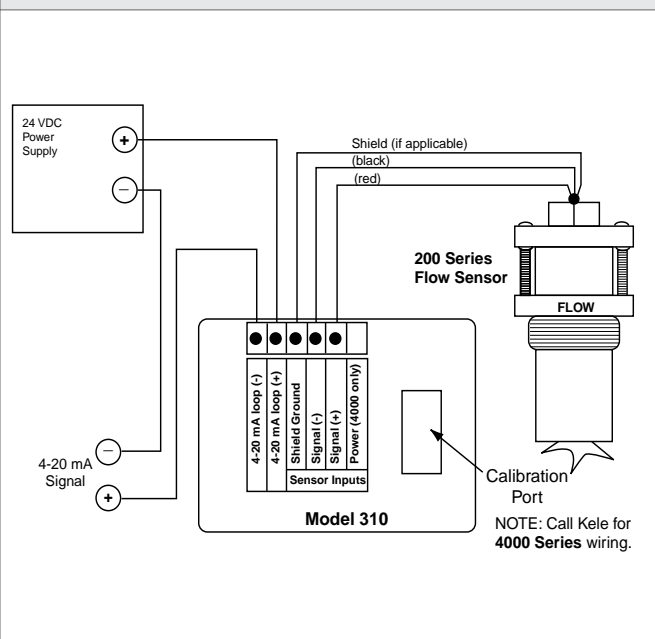 24 VDC
Power
Supply
+
−
Shield (if applicable)
(black)
(red)
200 Series
Flow Sensor
FLOW
4-20 mA loop (-)
4-20 mA loop (+)
Shield Ground
Signal (-)
Signal (+)
Power (4000 only)
Sensor Inputs
Model 310
−
4-20 mA
Signal
+
Calibration
Port
NOTE: Call Kele for
4000 Series wiring.